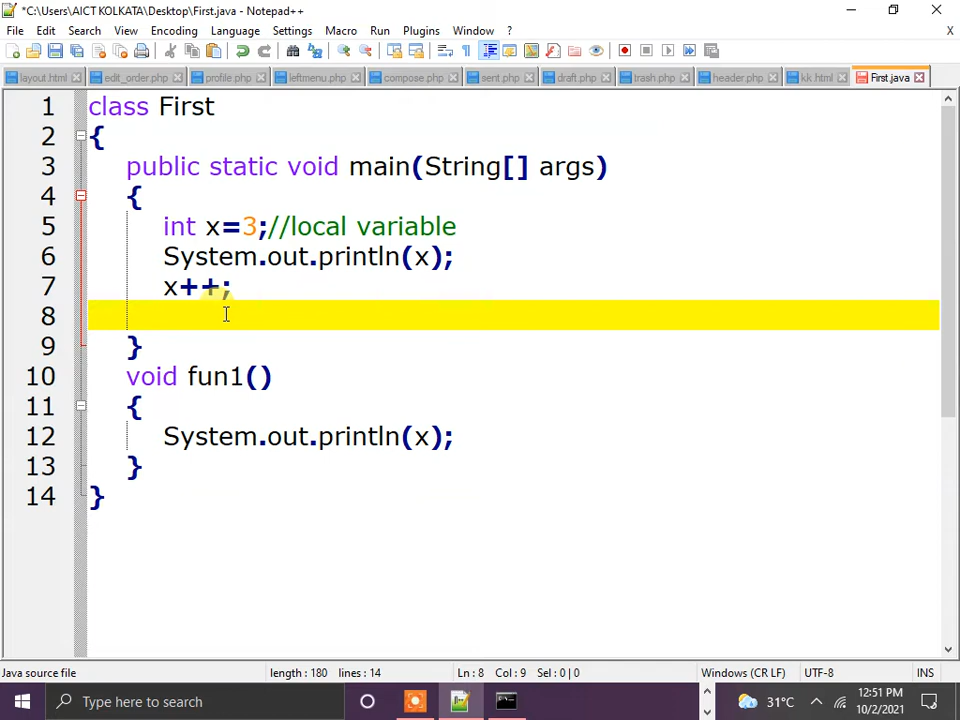 *C:\Users\AICT KOLKATA\Desktop\First.java - Notepad++
File Edit Search View Encoding Language Settings Macro Run Plugins Window ? X
layout.html edit_order.php profile.php leftmenu.php compose.php sent.php draft.php trash.php header.php kk html First.java
1 class First
2 {
3 public static void main(String[] args)
4 {
5 int x=3;//local variable
6 System.out.println(x);
7 x++;
8
9 }
10 void fun1()
11 {
12 System.out.println(x);
13 }
14 }
Java source file length : 180 lines : 14 Ln : 8 Col : 9 Sel : 0 | 0 Windows (CR LF) UTF-8 INS
Type here to search 31°C 12:51 PM
10/2/2021